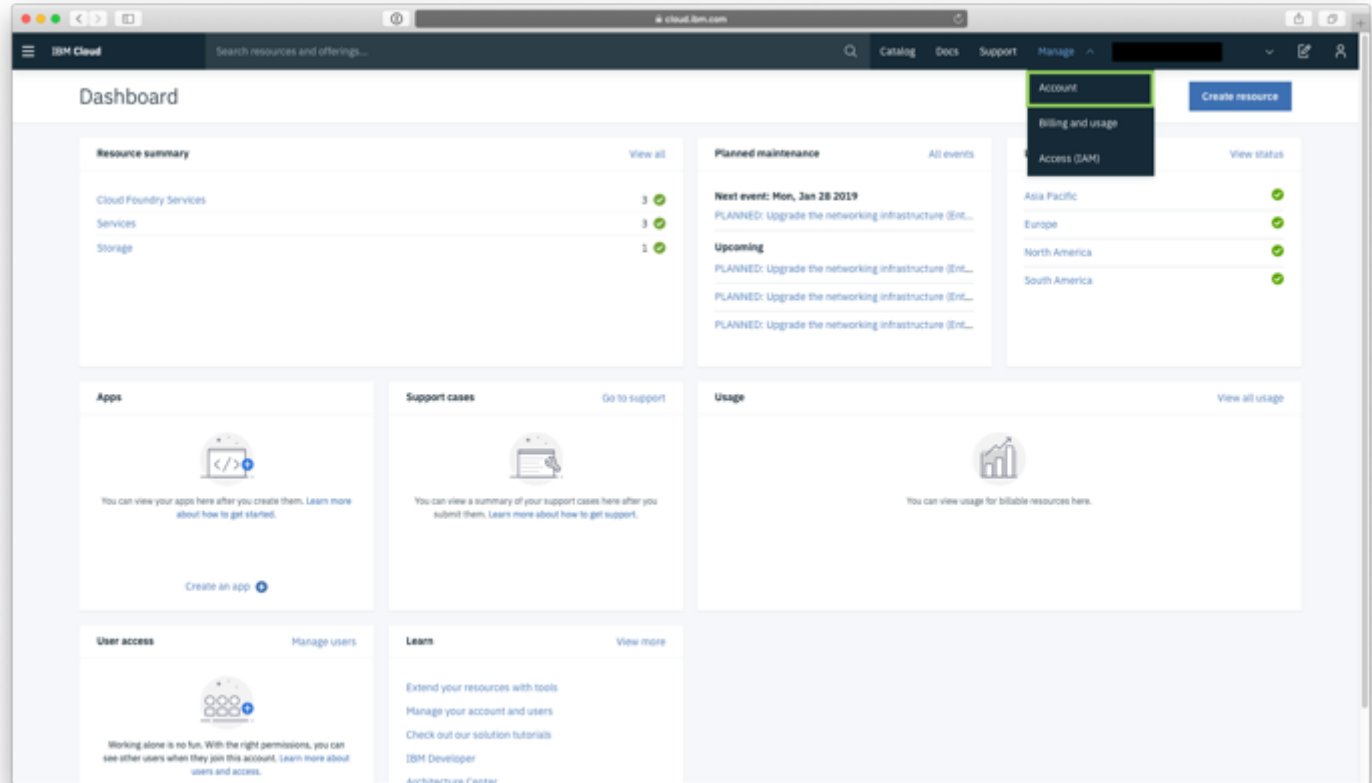 cloud.ibm.com
IBM Cloud
Search resources and offerings...
Catalog
Docs
Support
Manage
Dashboard
Account
Billing and usage
Access (IAM)
Create resource
Resource summary
View all
Cloud Foundry Services
3
Services
3
Storage
1
Planned maintenance
All events
Next event: Mon, Jan 28 2019
PLANNED: Upgrade the networking infrastructure (Ent...
Upcoming
PLANNED: Upgrade the networking infrastructure (Ent...
PLANNED: Upgrade the networking infrastructure (Ent...
PLANNED: Upgrade the networking infrastructure (Ent...
View status
Asia Pacific
Europe
North America
South America
Apps
You can view your apps here after you create them. Learn more
about how to get started.
Create an app
Support cases
Go to support
You can view a summary of your support cases here after you
submit them. Learn more about how to get support.
Usage
View all usage
You can view usage for billable resources here.
User access
Manage users
Working alone is no fun. With the right permissions, you can
see other users when they join this account. Learn more about
users and access.
Learn
View more
Extend your resources with tools
Manage your account and users
Check out our solution tutorials
IBM Developer
Architecture Center